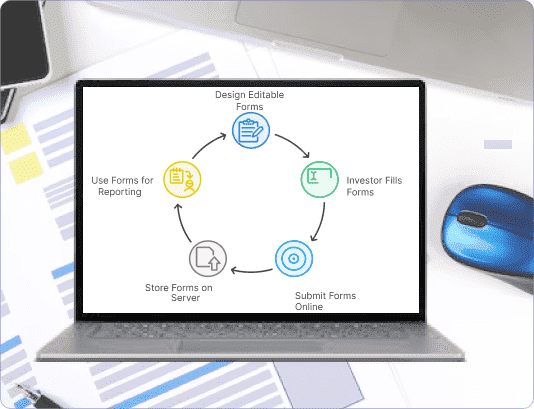 Design Editable
Forms
Investor Fills
Forms
Submit Forms
Online
Store Forms on
Server
Use Forms for
Reporting